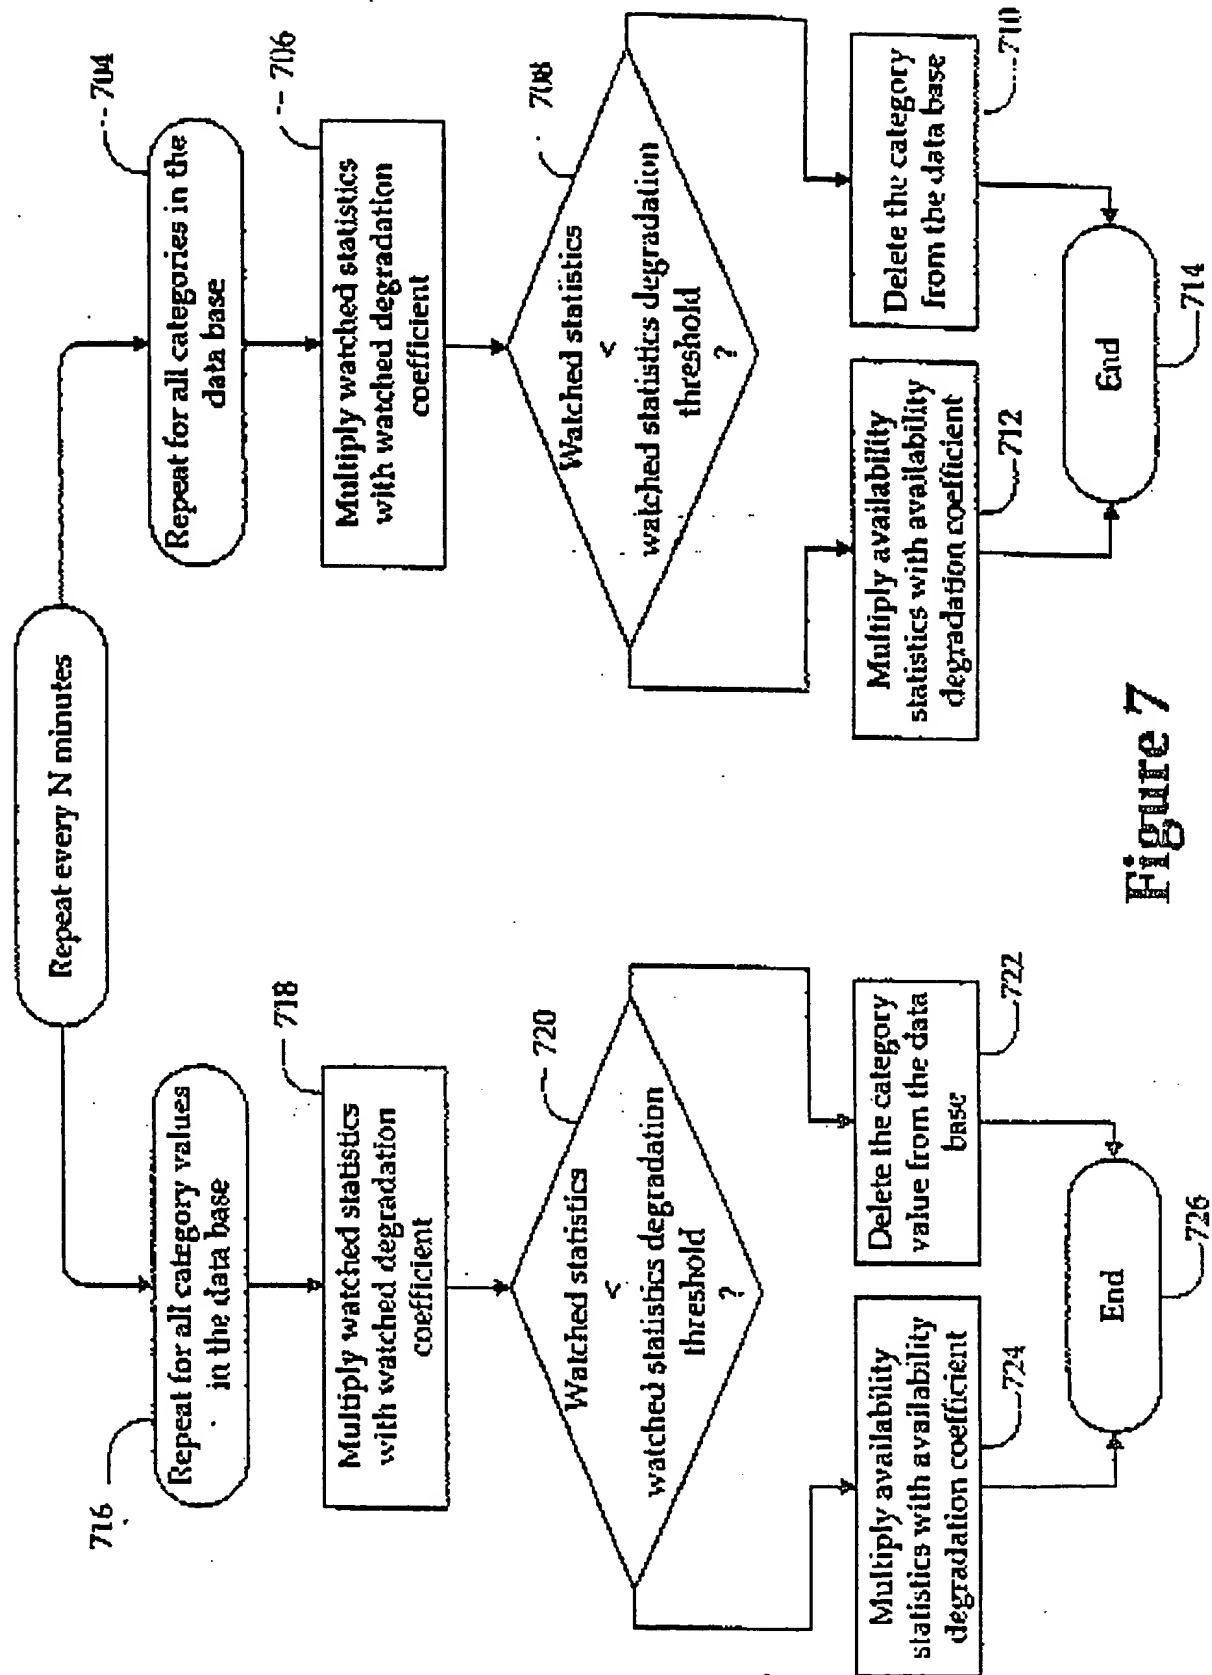 Repeat every N minutes
716
Repeat for all category values
in the data base
718
Multiply watched statistics
with watched degradation
coefficient
720
Watched statistics
<
watched statistics degradation
threshold
?
Multiply availability
statistics with availability
degradation coefficient
724
Delete the category
value from the data
base
722
End
726
704
Repeat for all categories in the
data base
706
Multiply watched statistics
with watched degradation
coefficient
708
Watched statistics
<
watched statistics degradation
threshold
?
Multiply availability
statistics with availability
degradation coefficient
712
Delete the category
from the data base
710
End
714
Figure 7